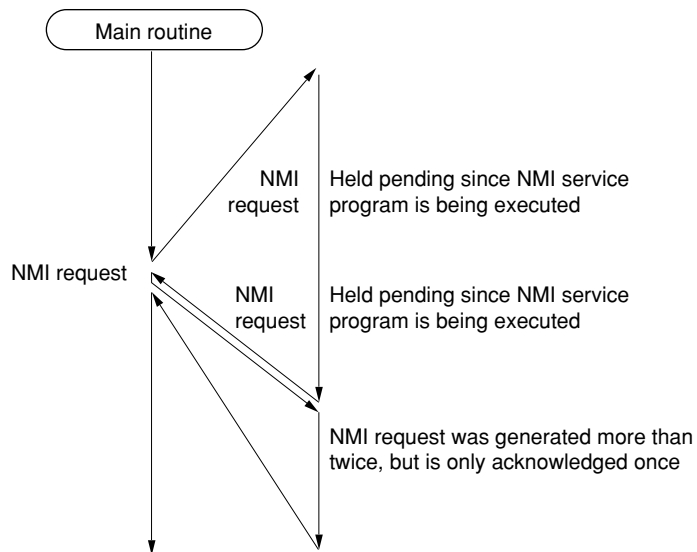 Main routine
NMI
request
Held pending since NMI service
program is being executed
NMI request
NMI
request
Held pending since NMI service
program is being executed
NMI request was generated more than
twice, but is only acknowledged once